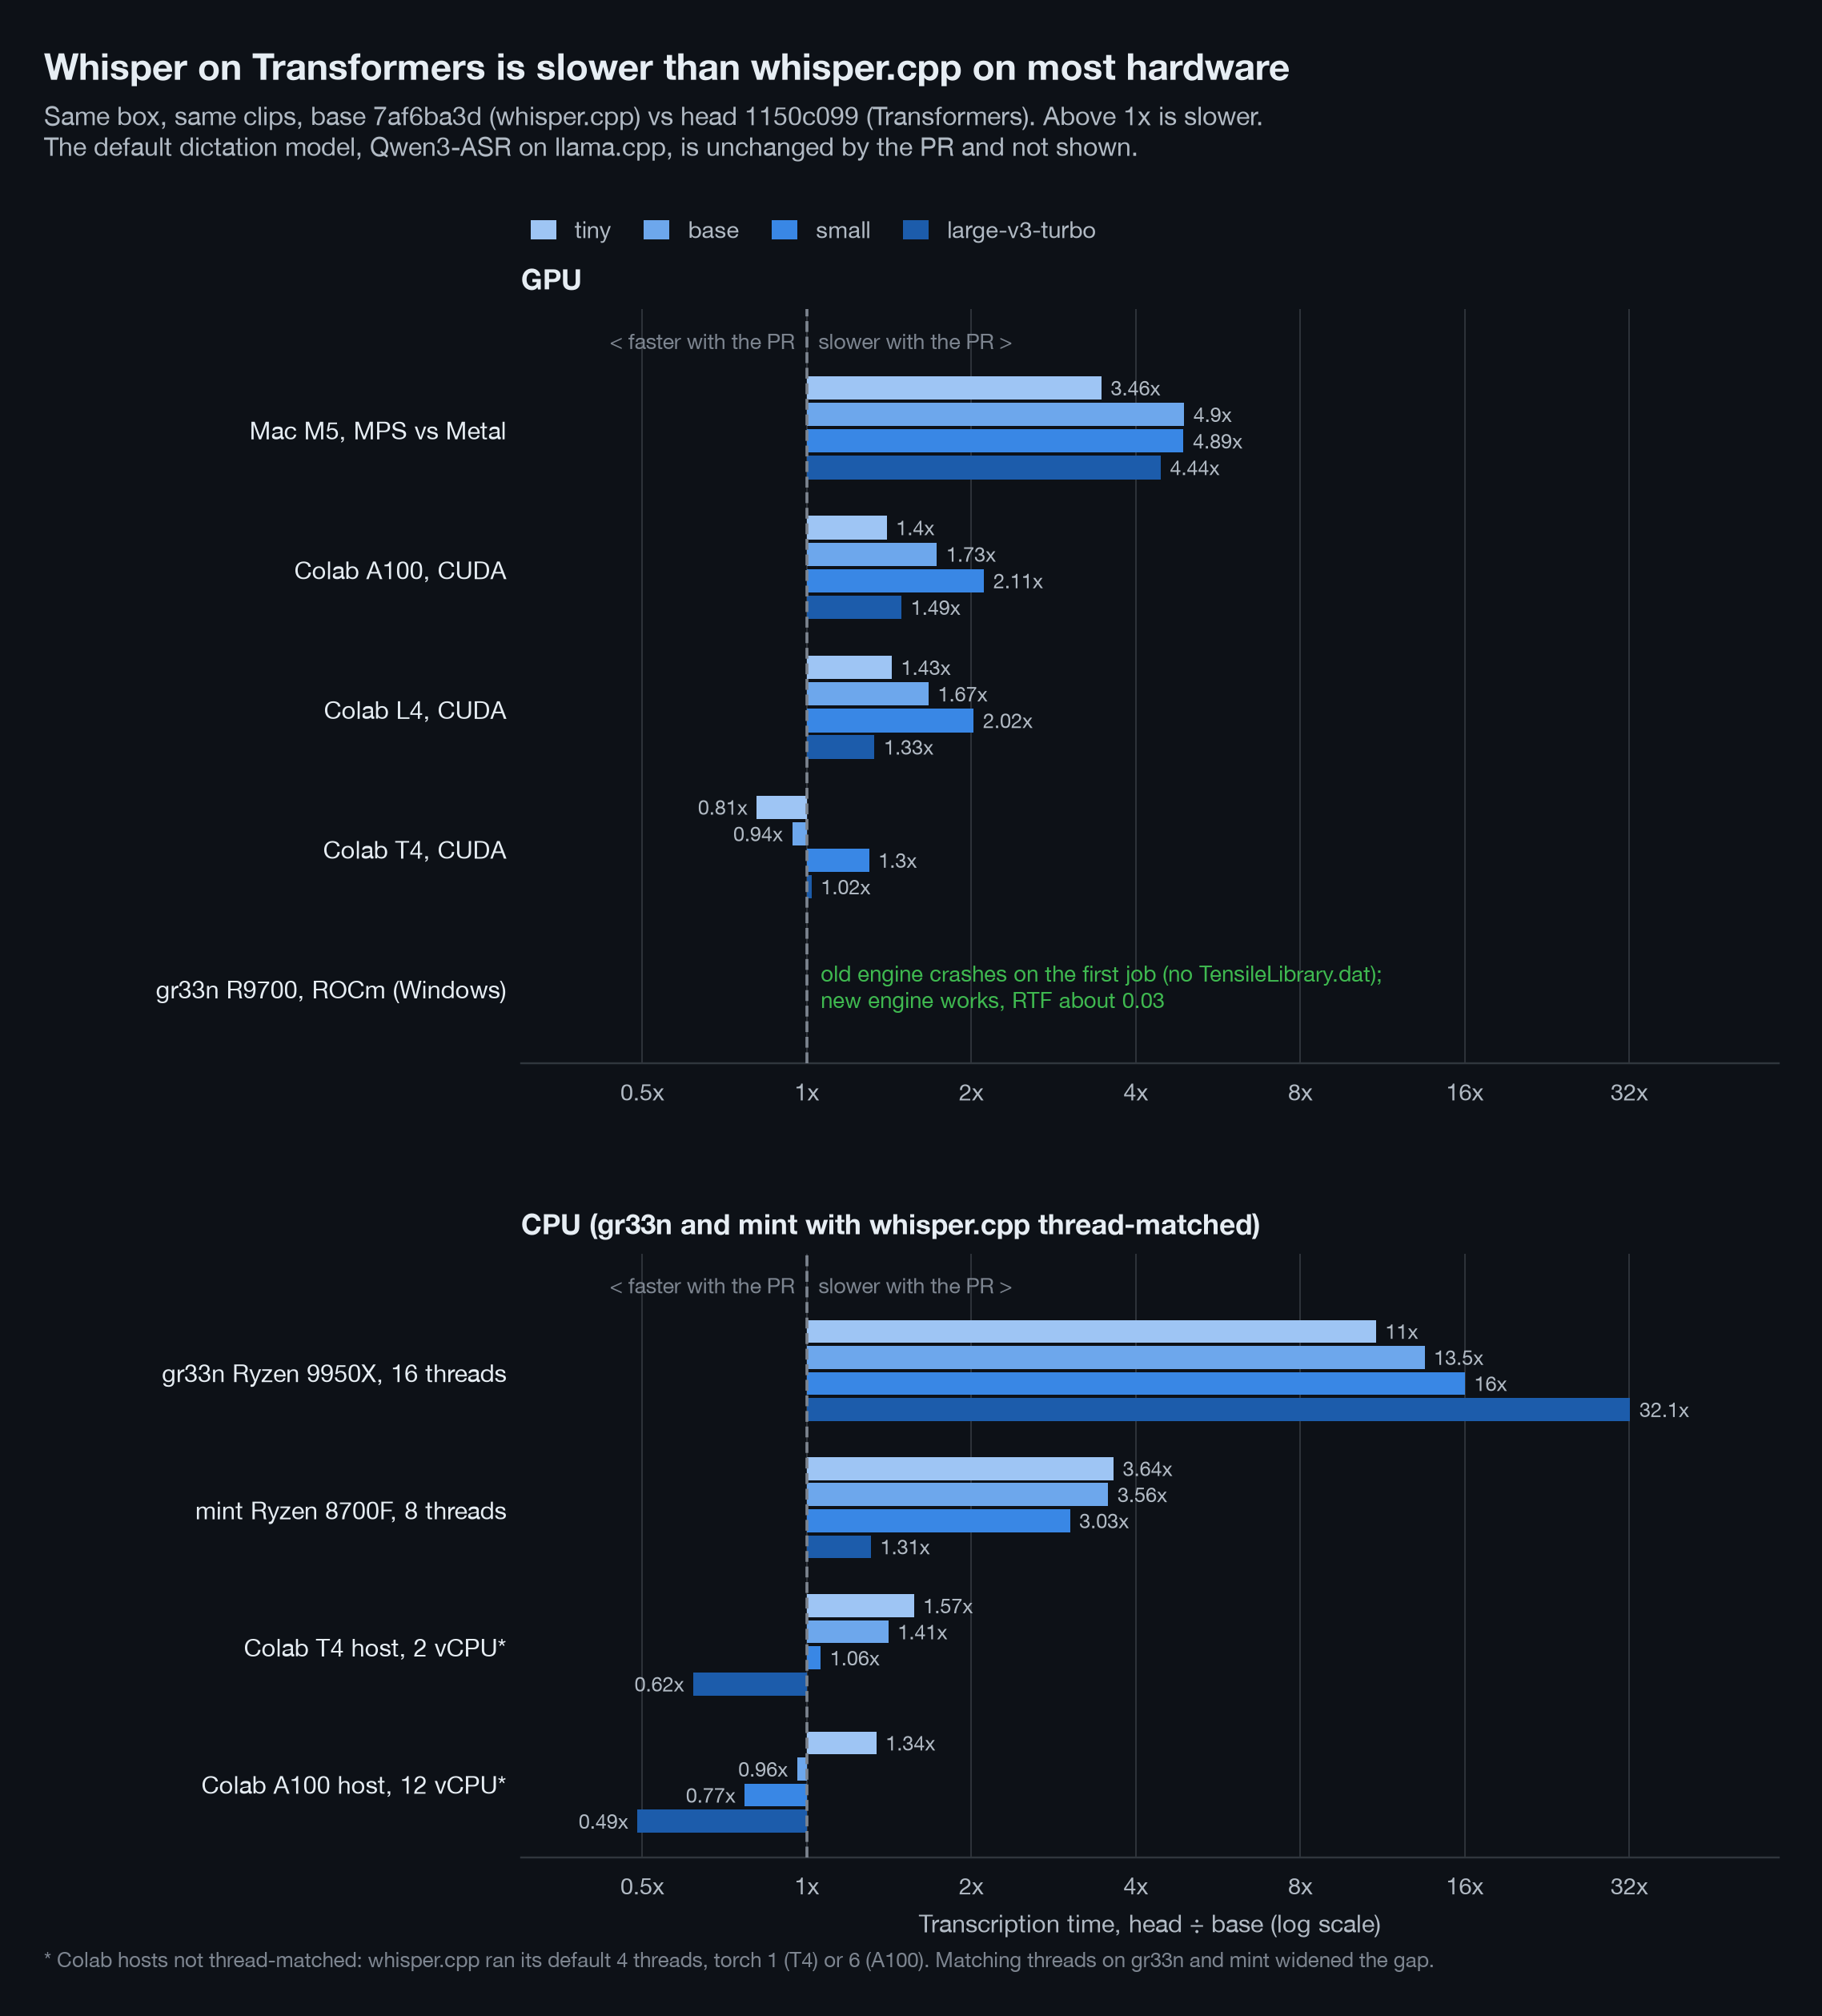 Whisper on Transformers is slower than whisper.cpp on most hardware
Same box, same clips, base 7af6ba3d (whisper.cpp) vs head 1150c099 (Transformers). Above 1x is slower.
The default dictation model, Qwen3-ASR on llama.cpp, is unchanged by the PR and not shown.
tiny base small large-v3-turbo
GPU
< faster with the PR slower with the PR >
3.46x
4.9x
Mac M5, MPS vs Metal
4.89x
4.44x
1.4x
1.73x
Colab A100, CUDA
2.11x
1.49x
1.43x
1.67x
Colab L4, CUDA
2.02x
1.33x
0.81x
0.94x
Colab T4, CUDA
1.3x
1.02x
gr33n R9700, ROCm (Windows)
old engine crashes on the first job (no TensileLibrary.dat);
new engine works, RTF about 0.03
0.5x 1x 2x 4x 8x 16x 32x
CPU (gr33n and mint with whisper.cpp thread-matched)
< faster with the PR slower with the PR >
11x
13.5x
gr33n Ryzen 9950X, 16 threads
16x
32.1x
3.64x
3.56x
mint Ryzen 8700F, 8 threads
3.03x
1.31x
1.57x
1.41x
Colab T4 host, 2 vCPU*
1.06x
0.62x
1.34x
0.96x
Colab A100 host, 12 vCPU*
0.77x
0.49x
0.5x 1x 2x 4x 8x 16x 32x
Transcription time, head ÷ base (log scale)
* Colab hosts not thread-matched: whisper.cpp ran its default 4 threads, torch 1 (T4) or 6 (A100). Matching threads on gr33n and mint widened the gap.